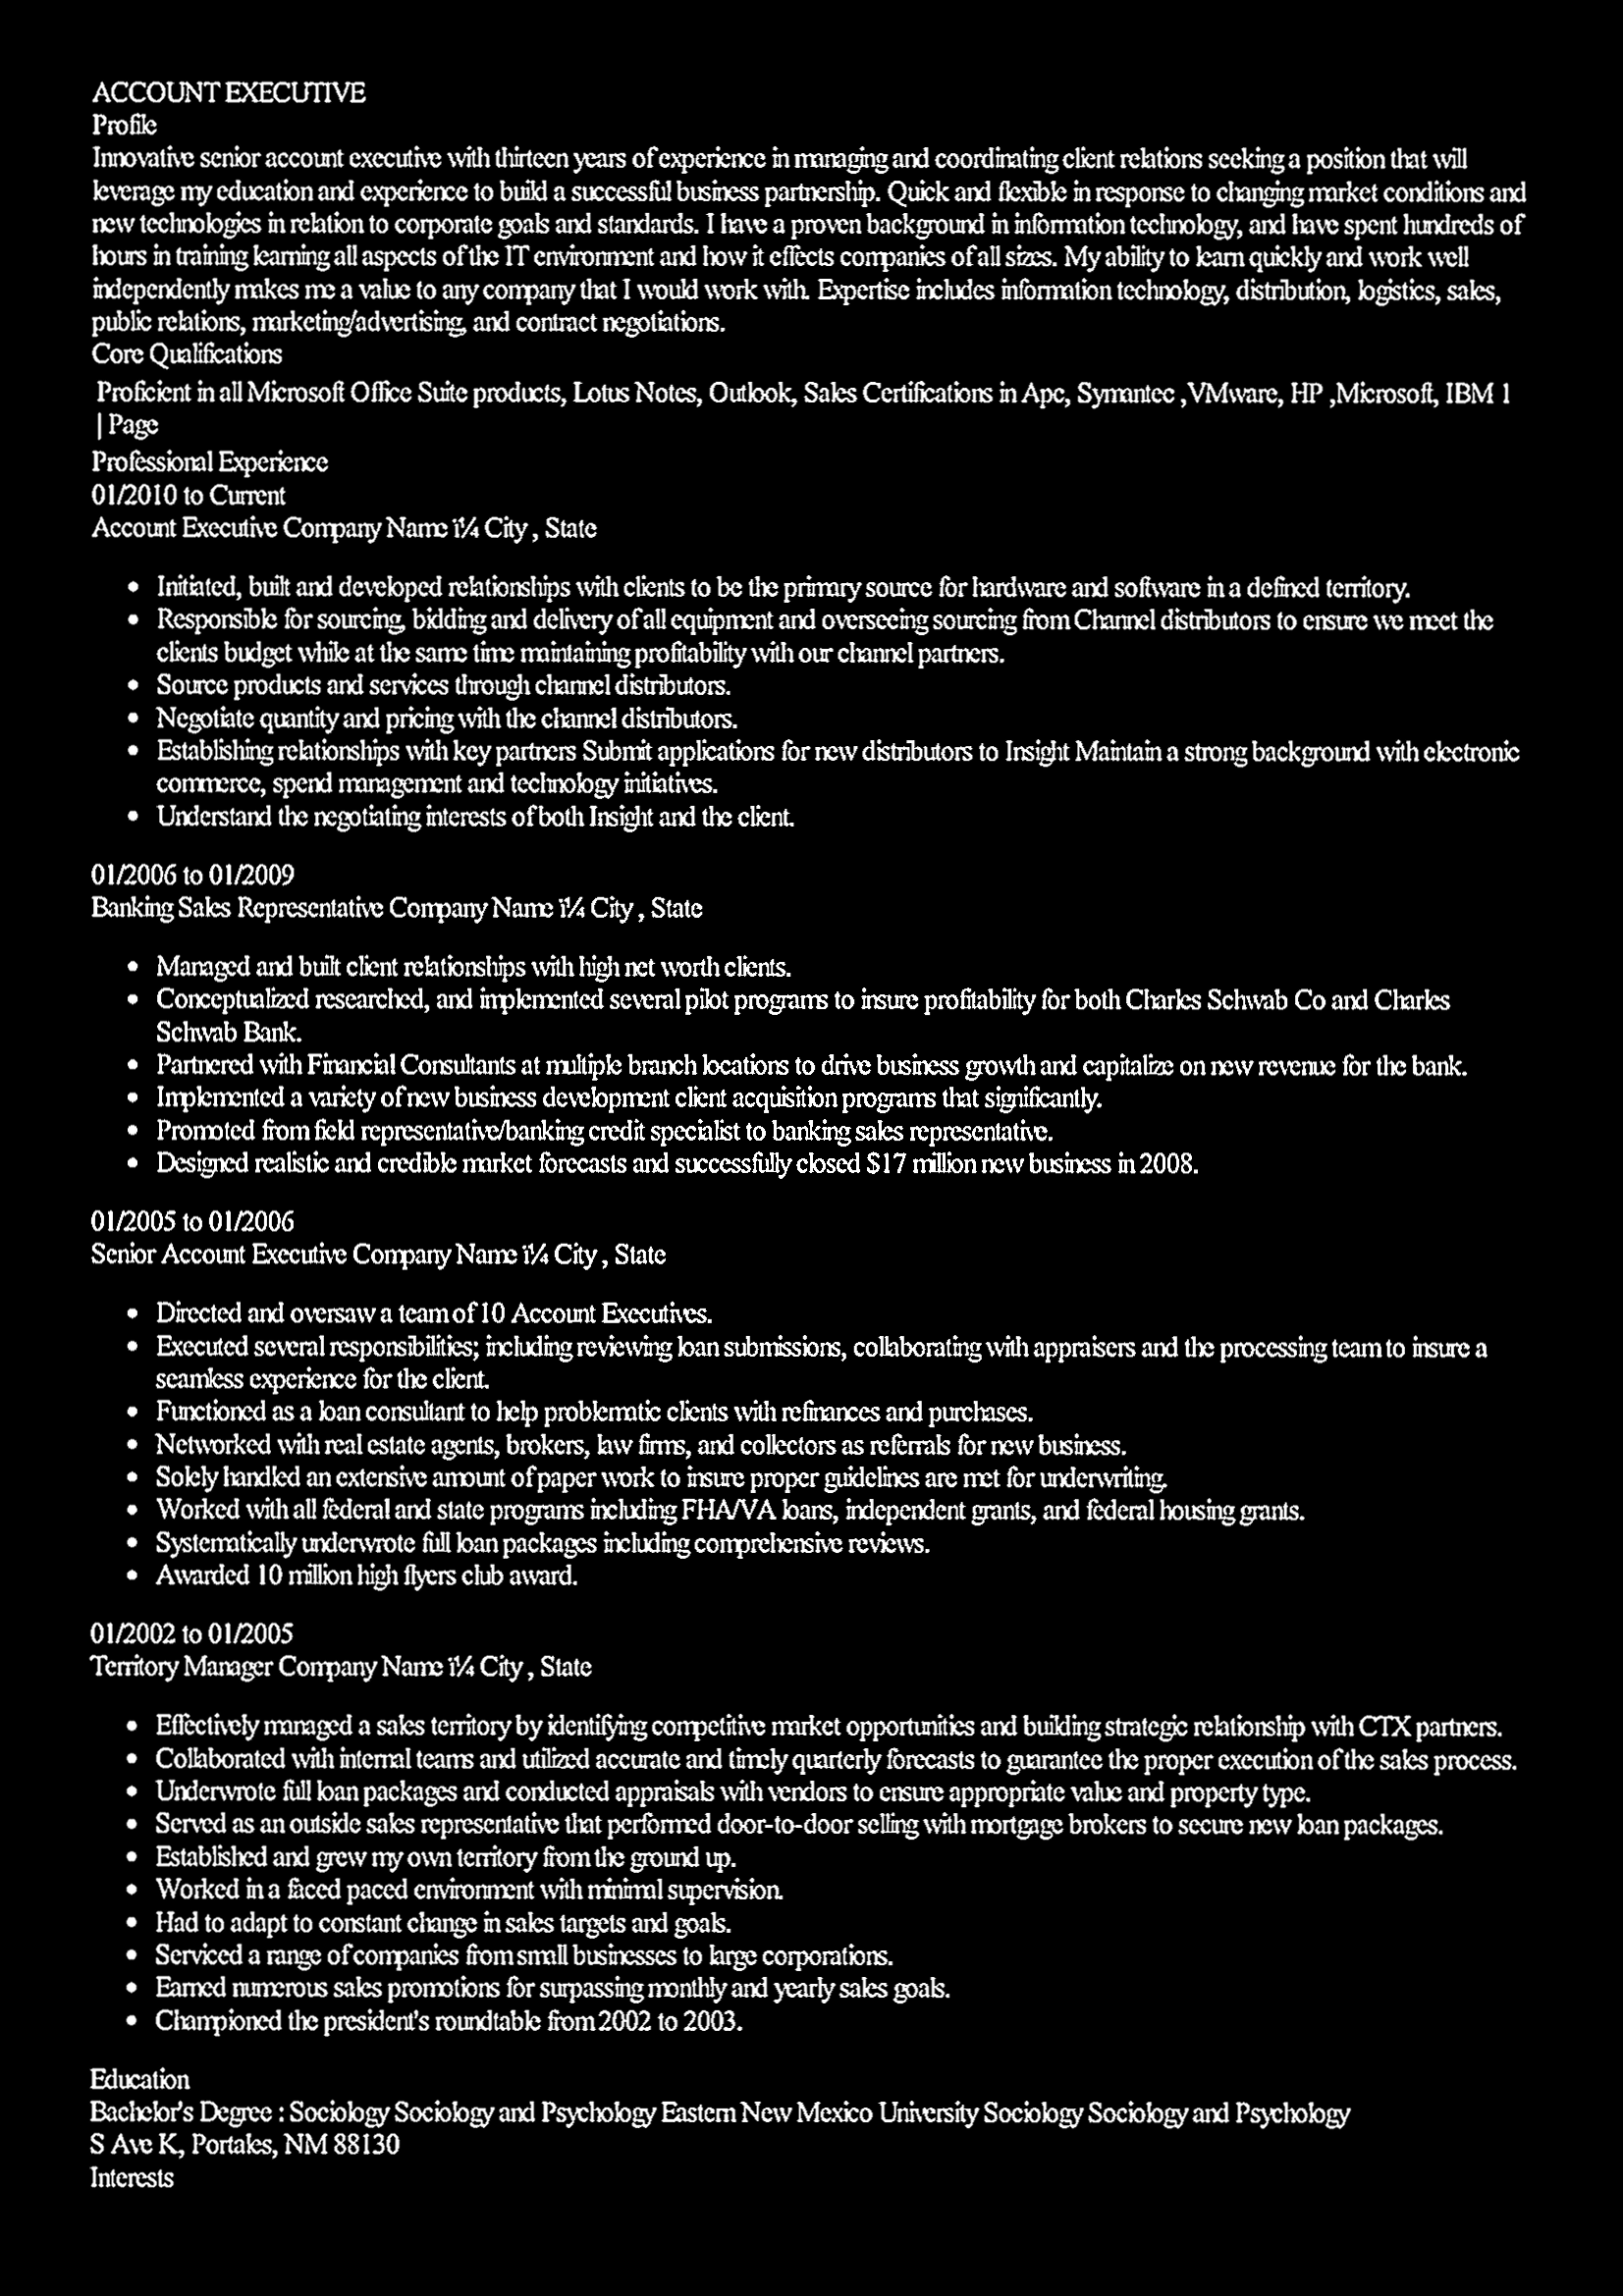 ACCOUNT EXECUTIVE
Profile
Innovative senior account executive with thirteen years of experience in managing and coordinating client relations seeking a position that will
leverage my education and experience to build a successful business partnership. Quick and flexible in response to changing market conditions and
new technologies in relation to corporate goals and standards. I have a proven background in information technology, and have spent hundreds of
hours in training learning all aspects of the IT environment and how it effects companies of all sizes. My ability to learn quickly and work well
independently makes me a value to any company that I would work with. Expertise includes information technology, distribution, logistics, sales,
public relations, marketing/advertising, and contract negotiations.
Core Qualifications
Proficient in all Microsoft Office Suite products, Lotus Notes, Outlook, Sales Certifications in Apc, Symantec ,VMware, HP ,Microsoft, IBM 1
| Page
Professional Experience
01/2010 to Current
Account Executive Company Name ï¼ City , State
• Initiated, built and developed relationships with clients to be the primary source for hardware and software in a defined territory.
• Responsible for sourcing, bidding and delivery of all equipment and overseeing sourcing from Channel distributors to ensure we meet the
clients budget while at the same time maintaining profitability with our channel partners.
• Source products and services through channel distributors.
• Negotiate quantity and pricing with the channel distributors.
• Establishing relationships with key partners Submit applications for new distributors to Insight Maintain a strong background with electronic
commerce, spend management and technology initiatives.
• Understand the negotiating interests of both Insight and the client.
01/2006 to 01/2009
Banking Sales Representative Company Name ï¼ City , State
• Managed and built client relationships with high net worth clients.
• Conceptualized researched, and implemented several pilot programs to insure profitability for both Charles Schwab Co and Charles
Schwab Bank.
• Partnered with Financial Consultants at multiple branch locations to drive business growth and capitalize on new revenue for the bank.
• Implemented a variety of new business development client acquisition programs that significantly.
• Promoted from field representative/banking credit specialist to banking sales representative.
• Designed realistic and credible market forecasts and successfully closed $17 million new business in 2008.
01/2005 to 01/2006
Senior Account Executive Company Name ï¼ City , State
• Directed and oversaw a team of 10 Account Executives.
• Executed several responsibilities; including reviewing loan submissions, collaborating with appraisers and the processing team to insure a
seamless experience for the client.
• Functioned as a loan consultant to help problematic clients with refinances and purchases.
• Networked with real estate agents, brokers, law firms, and collectors as referrals for new business.
• Solely handled an extensive amount of paper work to insure proper guidelines are met for underwriting.
• Worked with all federal and state programs including FHA/VA loans, independent grants, and federal housing grants.
• Systematically underwrote full loan packages including comprehensive reviews.
• Awarded 10 million high flyers club award.
01/2002 to 01/2005
Territory Manager Company Name ï¼ City , State
• Effectively managed a sales territory by identifying competitive market opportunities and building strategic relationship with CTX partners.
• Collaborated with internal teams and utilized accurate and timely quarterly forecasts to guarantee the proper execution of the sales process.
• Underwrote full loan packages and conducted appraisals with vendors to ensure appropriate value and property type.
• Served as an outside sales representative that performed door-to-door selling with mortgage brokers to secure new loan packages.
• Established and grew my own territory from the ground up.
• Worked in a faced paced environment with minimal supervision.
• Had to adapt to constant change in sales targets and goals.
• Serviced a range of companies from small businesses to large corporations.
• Earned numerous sales promotions for surpassing monthly and yearly sales goals.
• Championed the president's roundtable from 2002 to 2003.
Education
Bachelor's Degree : Sociology Sociology and Psychology Eastern New Mexico University Sociology Sociology and Psychology
S Ave K, Portales, NM 88130
Interests